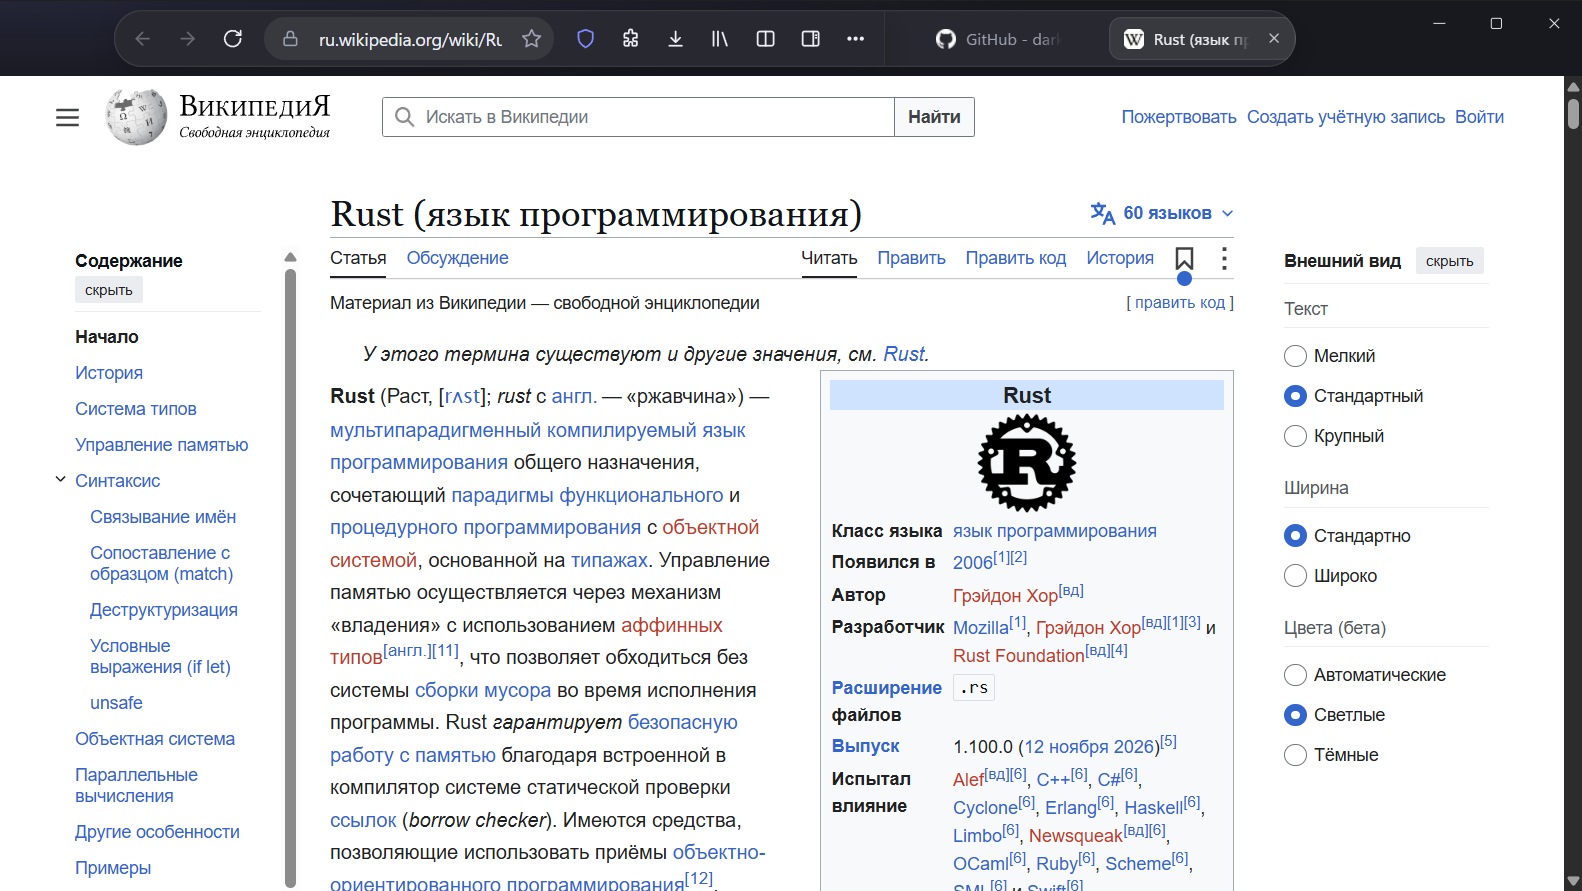 ru.wikipedia.org/wiki/Ru
GitHub - dark
Rust (язык пр
ВикипедиЯ
Свободная энциклопедия
Искать в Википедии
Найти
Пожертвовать Создать учётную запись Войти
Rust (язык программирования)
60 языков
Статья Обсуждение
Читать Править Править код История
Материал из Википедии — свободной энциклопедии
[ править код ]
Содержание
скрыть
Начало
История
Система типов
Управление памятью
Синтаксис
Связывание имён
Сопоставление с
образцом (match)
Деструктуризация
Условные
выражения (if let)
unsafe
Объектная система
Параллельные
вычисления
Другие особенности
Примеры
У этого термина существуют и другие значения, см. Rust.
Rust (Раст, [rʌst]; rust с англ. — «ржавчина») —
мультипарадигменный компилируемый язык
программирования общего назначения,
сочетающий парадигмы функционального и
процедурного программирования с объектной
системой, основанной на типажах. Управление
памятью осуществляется через механизм
«владения» с использованием аффинных
типов[англ.][11], что позволяет обходиться без
системы сборки мусора во время исполнения
программы. Rust гарантирует безопасную
работу с памятью благодаря встроенной в
компилятор системе статической проверки
ссылок (borrow checker). Имеются средства,
позволяющие использовать приёмы объектно-
ориентированного программирования[12],
Rust
Класс языка язык программирования
Появился в 2006[1][2]
Автор Грэйдон Хор[вд]
Разработчик Mozilla[1], Грэйдон Хор[вд][1][3] и
Rust Foundation[вд][4]
Расширение .rs
файлов
Выпуск 1.100.0 (12 ноября 2026)[5]
Испытал Alef[вд][6], C++[6], C#[6],
влияние Cyclone[6], Erlang[6], Haskell[6],
Limbo[6], Newsqueak[вд][6],
OCaml[6], Ruby[6], Scheme[6],
SML[6] и Swift[6]
Внешний вид скрыть
Текст
Мелкий
Стандартный
Крупный
Ширина
Стандартно
Широко
Цвета (бета)
Автоматические
Светлые
Тёмные